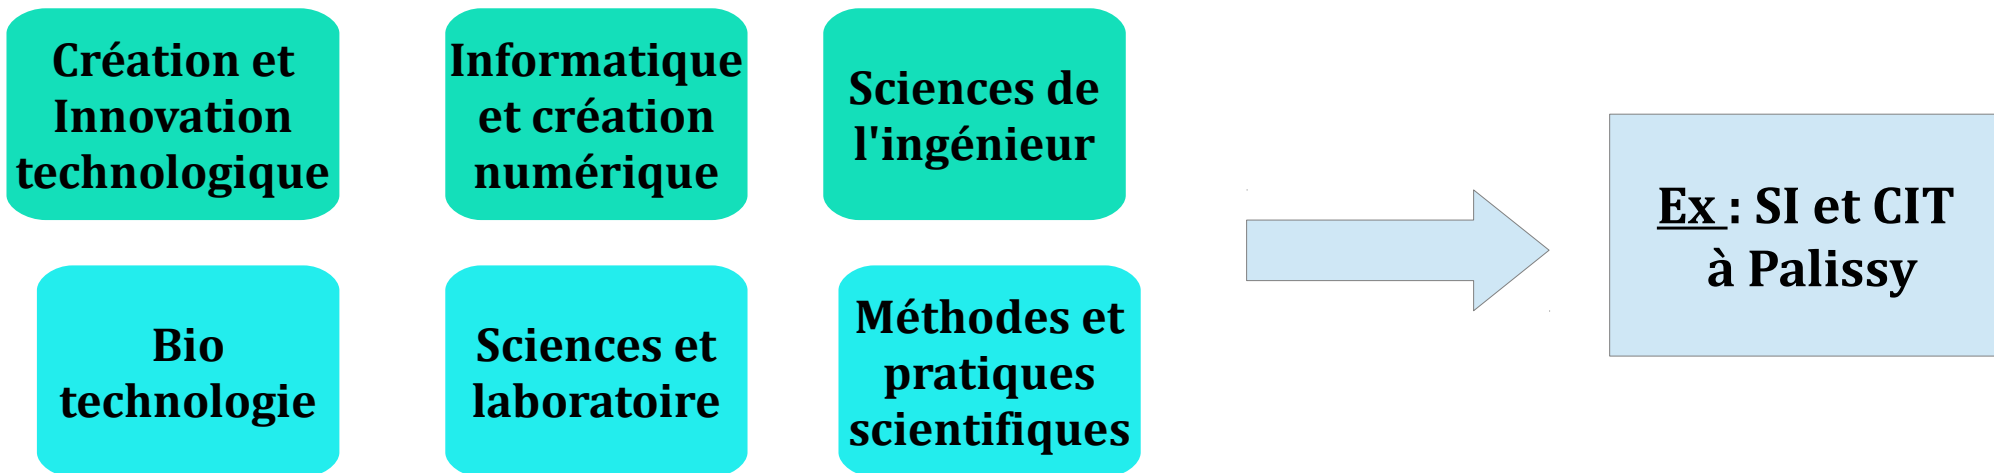 Création et
Innovation
technologique
Informatique
et création
numérique
Sciences de
l'ingénieur
Bio
technologie
Sciences et
laboratoire
Méthodes et
pratiques
scientifiques
Ex : SI et CIT
à Palissy